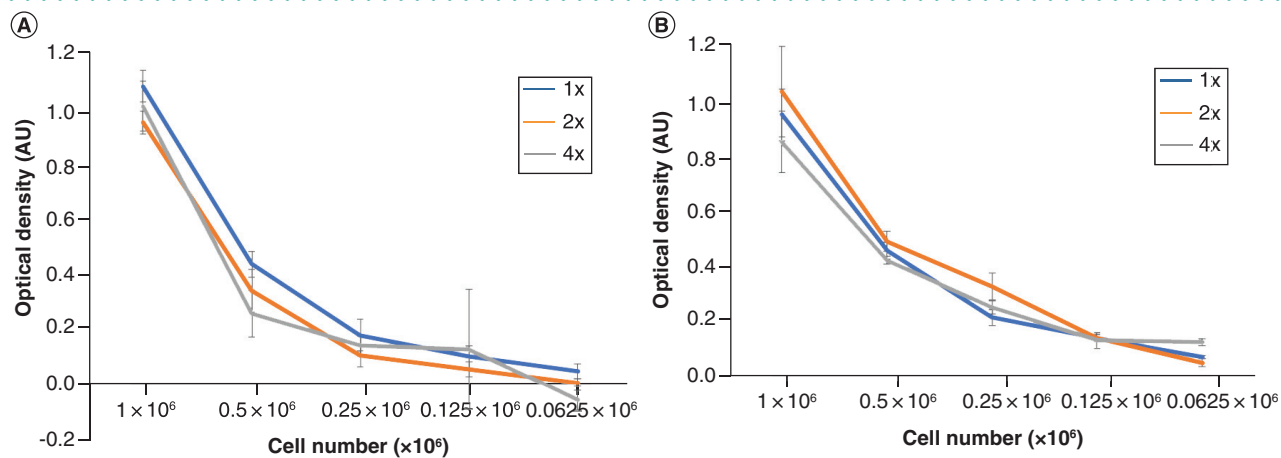 A
1.2
1.0
0.8
0.6
0.4
0.2
0.0
-0.2
Optical density (AU)
1x
2x
4x
1 × 10⁶
0.5 × 10⁶
0.25 × 10⁶
0.125 × 10⁶
0.0625 × 10⁶
Cell number (×10⁶)
B
1.2
1.0
0.8
0.6
0.4
0.2
0.0
Optical density (AU)
1x
2x
4x
1 × 10⁶
0.5 × 10⁶
0.25 × 10⁶
0.125 × 10⁶
0.0625 × 10⁶
Cell number (×10⁶)